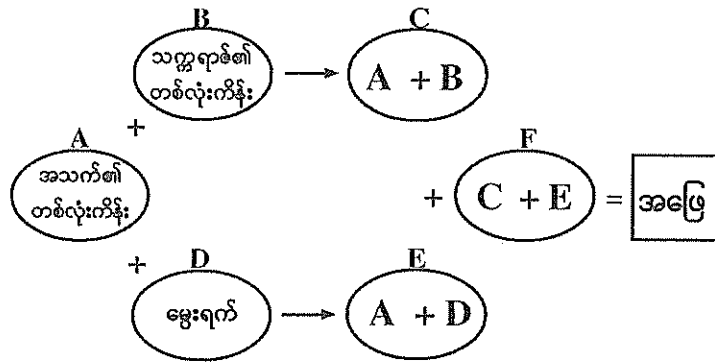 B
သက္ကရာဇ်၏
တစ်လုံးကိန်း
C
A + B
+
A
အသက်၏
တစ်လုံးကိန်း
F
+ C + E = အဖြေ
+
D
မွေးရက်
E
A + D